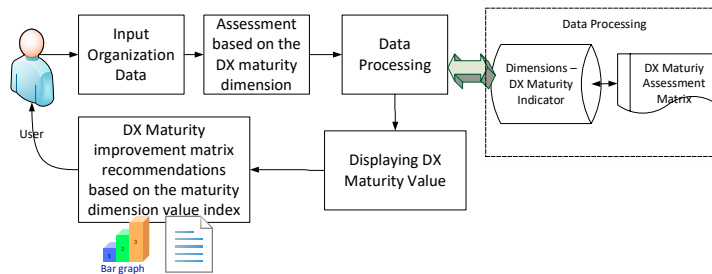 Input
Organization
Data
Assessment
based on the
DX maturity
dimension
Data
Processing
Data Processing
Dimensions –
DX Maturity
Indicator
DX Maturiy
Assessment
Matrix
User
DX Maturity
improvement matrix
recommendations
based on the maturity
dimension value index
Displaying DX
Maturity Value
1
2
3
Bar graph